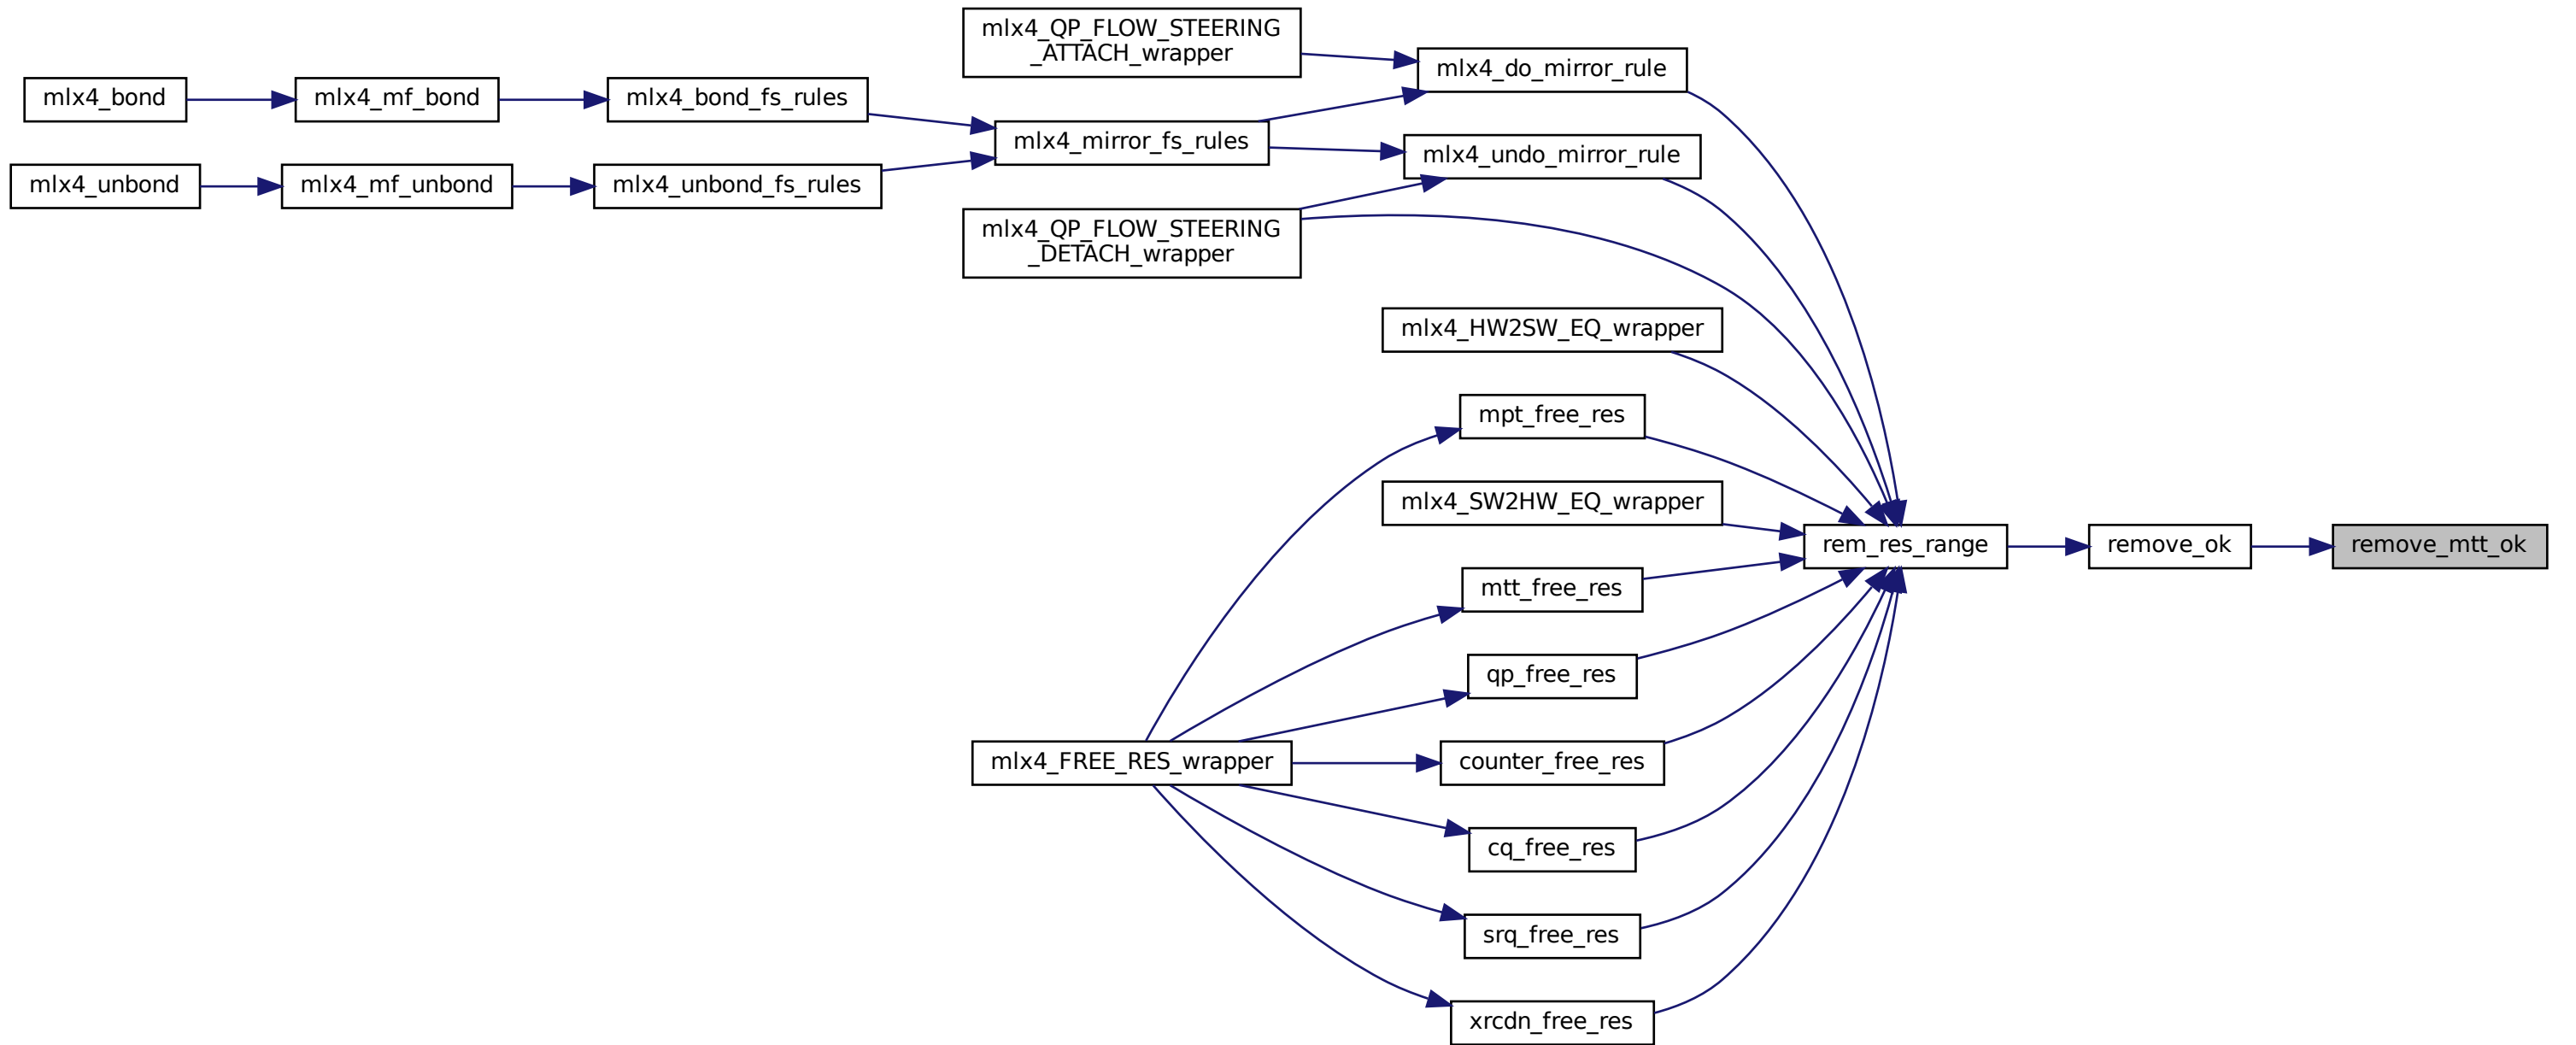 mlx4_QP_FLOW_STEERING
_ATTACH_wrapper
mlx4_do_mirror_rule
mlx4_bond
mlx4_mf_bond
mlx4_bond_fs_rules
mlx4_mirror_fs_rules
mlx4_undo_mirror_rule
mlx4_unbond
mlx4_mf_unbond
mlx4_unbond_fs_rules
mlx4_QP_FLOW_STEERING
_DETACH_wrapper
mlx4_HW2SW_EQ_wrapper
mpt_free_res
mlx4_SW2HW_EQ_wrapper
rem_res_range
remove_ok
remove_mtt_ok
mtt_free_res
qp_free_res
mlx4_FREE_RES_wrapper
counter_free_res
cq_free_res
srq_free_res
xrcdn_free_res